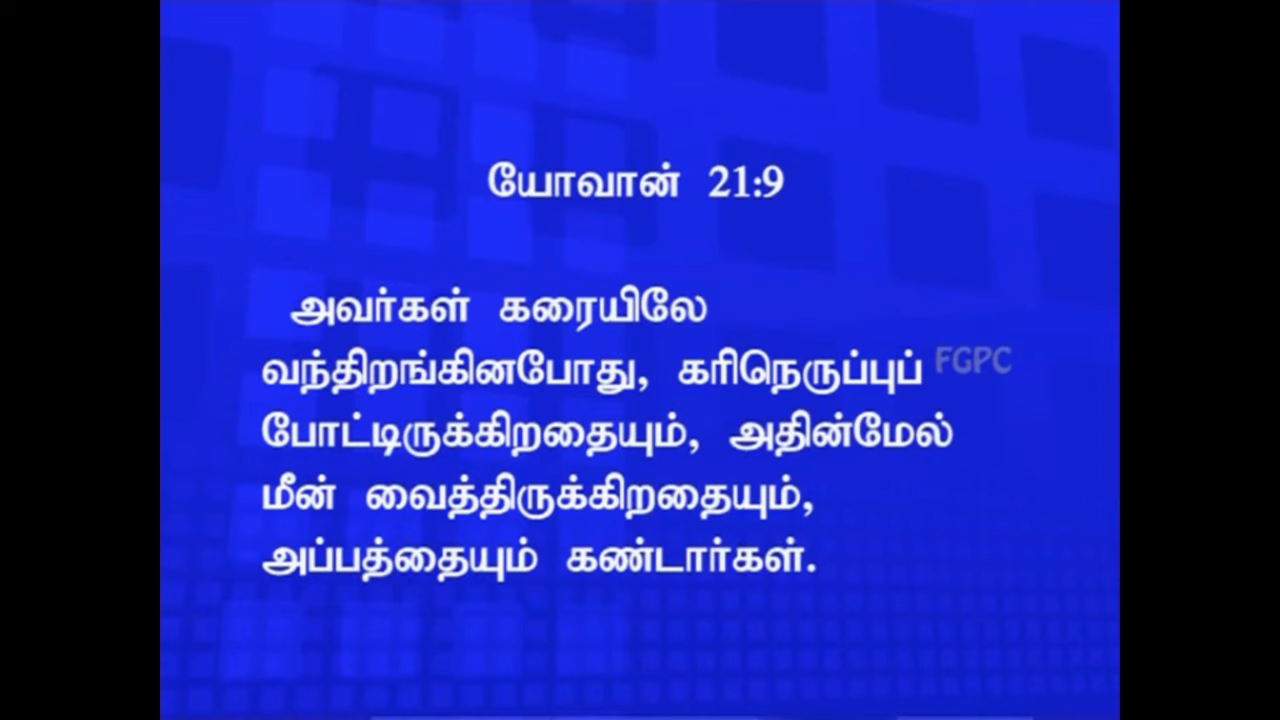 யோவான் 21:9
அவர்கள் கரையிலே
வந்திறங்கினபோது, கரிநெருப்புப்
FGPC
போட்டிருக்கிறதையும், அதின்மேல்
மீன் வைத்திருக்கிறதையும்,
அப்பத்தையும் கண்டார்கள்.